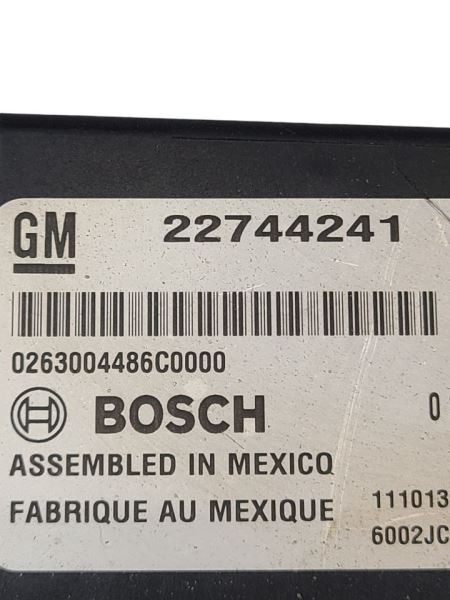 GM 22744241
0263004486C0000
BOSCH 0
ASSEMBLED IN MEXICO
FABRIQUE AU MEXIQUE 111013
6002JC